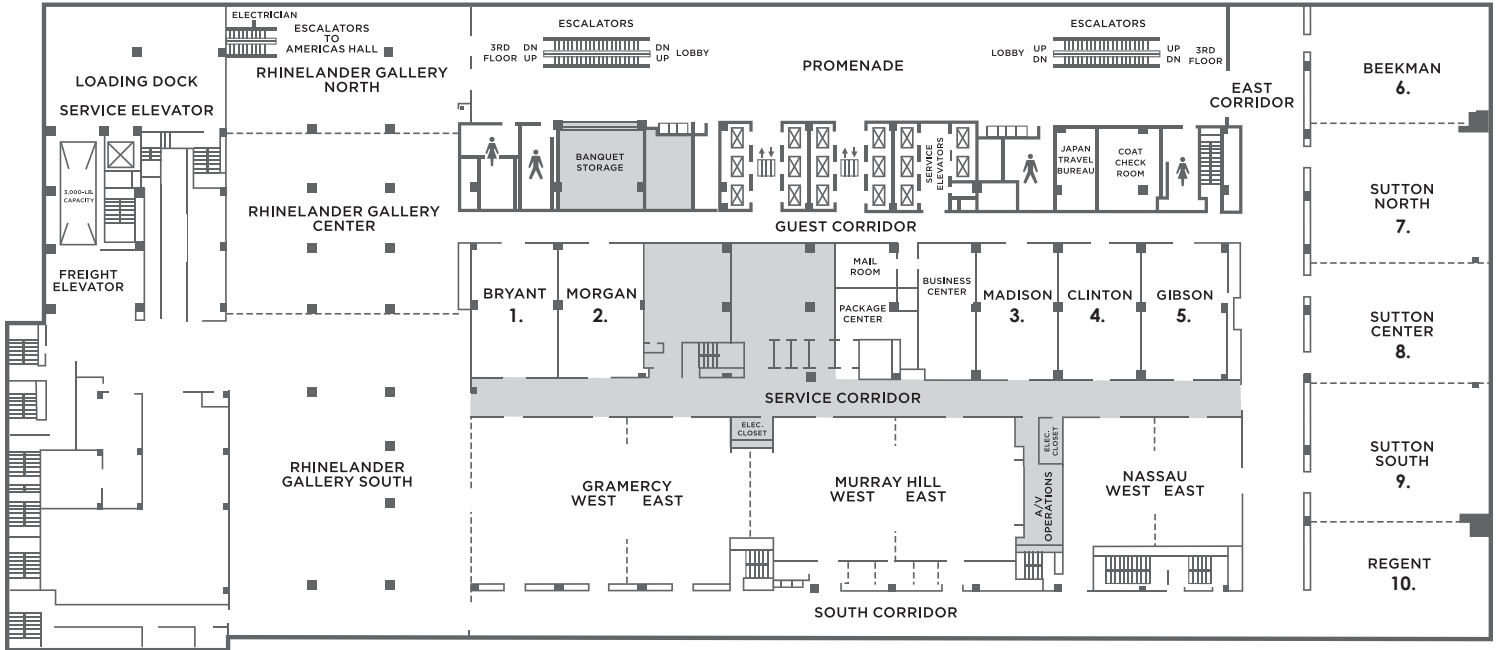 ELECTRICIAN
ESCALATORS
TO
AMERICAS HALL
ESCALATORS
3RD
FLOOR
DN
UP
DN
UP
LOBBY
ESCALATORS
LOBBY
UP
DN
UP
DN
3RD
FLOOR
LOADING DOCK
SERVICE ELEVATOR
RHINELANDER GALLERY
NORTH
PROMENADE
EAST
CORRIDOR
BEEKMAN
6.
BANQUET
STORAGE
SERVICE
ELEVATORS
JAPAN
TRAVEL
BUREAU
COAT
CHECK
ROOM
3,000-LB.
CAPACITY
RHINELANDER GALLERY
CENTER
GUEST CORRIDOR
SUTTON
NORTH
7.
FREIGHT
ELEVATOR
BRYANT
1.
MORGAN
2.
MAIL
ROOM
PACKAGE
CENTER
BUSINESS
CENTER
MADISON
3.
CLINTON
4.
GIBSON
5.
SUTTON
CENTER
8.
SERVICE CORRIDOR
ELEC.
CLOSET
ELEC.
CLOSET
RHINELANDER
GALLERY SOUTH
GRAMERCY
WEST EAST
MURRAY HILL
WEST EAST
A/V
OPERATIONS
NASSAU
WEST EAST
SUTTON
SOUTH
9.
REGENT
10.
SOUTH CORRIDOR